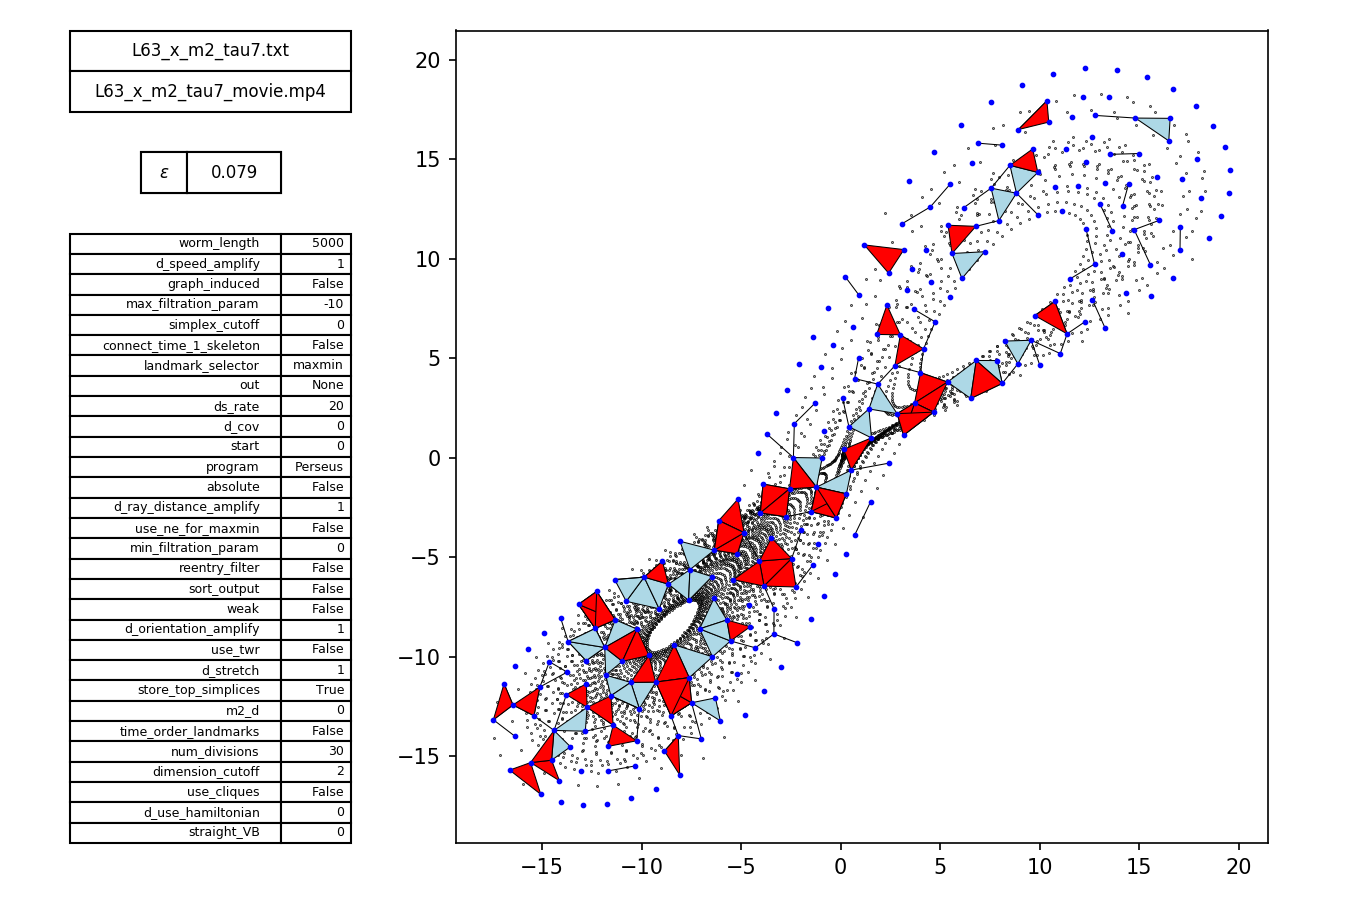 L63_x_m2_tau7.txt
L63_x_m2_tau7_movie.mp4
ε 0.079
worm_length 5000
d_speed_amplify 1
graph_induced False
max_filtration_param -10
simplex_cutoff 0
connect_time_1_skeleton False
landmark_selector maxmin
out None
ds_rate 20
d_cov 0
start 0
program Perseus
absolute False
d_ray_distance_amplify 1
use_ne_for_maxmin False
min_filtration_param 0
reentry_filter False
sort_output False
weak False
d_orientation_amplify 1
use_twr False
d_stretch 1
store_top_simplices True
m2_d 0
time_order_landmarks False
num_divisions 30
dimension_cutoff 2
use_cliques False
d_use_hamiltonian 0
straight_VB 0
20
15
10
5
0
−5
−10
−15
−15 −10 −5 0 5 10 15 20